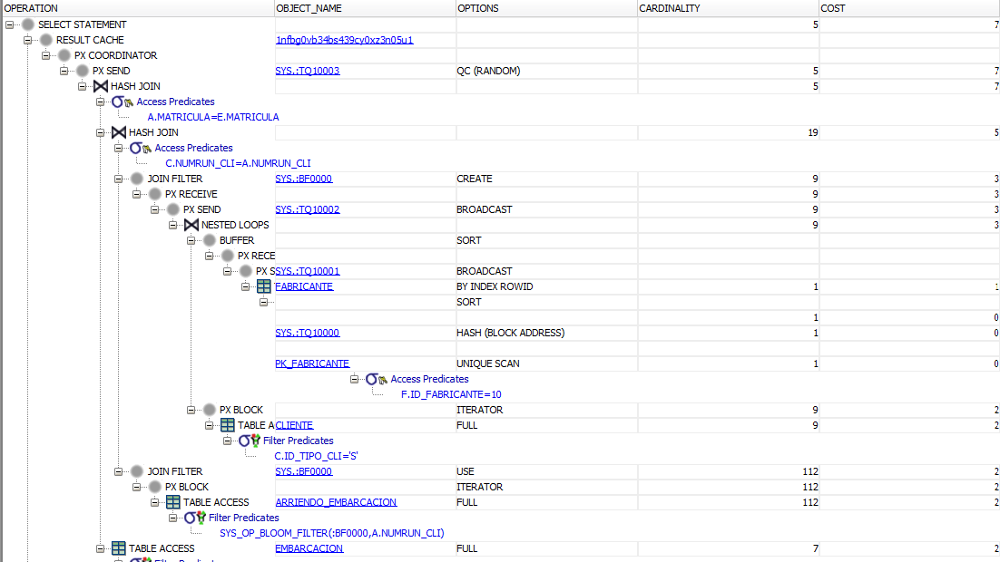 OPERATION OBJECT_NAME OPTIONS CARDINALITY COST
SELECT STATEMENT 5 7
RESULT CACHE 1nfbg0vb34bs439cv0xz3n05u1
PX COORDINATOR
PX SEND SYS.:TQ10003 QC (RANDOM) 5 7
HASH JOIN 5 7
Access Predicates
A.MATRICULA=E.MATRICULA
HASH JOIN 19 5
Access Predicates
C.NUMRUN_CLI=A.NUMRUN_CLI
JOIN FILTER SYS.:BF0000 CREATE 9 3
PX RECEIVE 9 3
PX SEND SYS.:TQ10002 BROADCAST 9 3
NESTED LOOPS 9 3
BUFFER SORT
PX RECE
PX S SYS.:TQ10001 BROADCAST
FABRICANTE BY INDEX ROWID 1 1
SORT
1 0
SYS.:TQ10000 HASH (BLOCK ADDRESS) 1 0
PK_FABRICANTE UNIQUE SCAN 1 0
Access Predicates
F.ID_FABRICANTE=10
PX BLOCK ITERATOR 9 2
TABLE A CLIENTE FULL 9 2
Filter Predicates
C.ID_TIPO_CLI='S'
JOIN FILTER SYS.:BF0000 USE 112 2
PX BLOCK ITERATOR 112 2
TABLE ACCESS ARRIENDO_EMBARCACION FULL 112 2
Filter Predicates
SYS_OP_BLOOM_FILTER(:BF0000,A.NUMRUN_CLI)
TABLE ACCESS EMBARCACION FULL 7 2